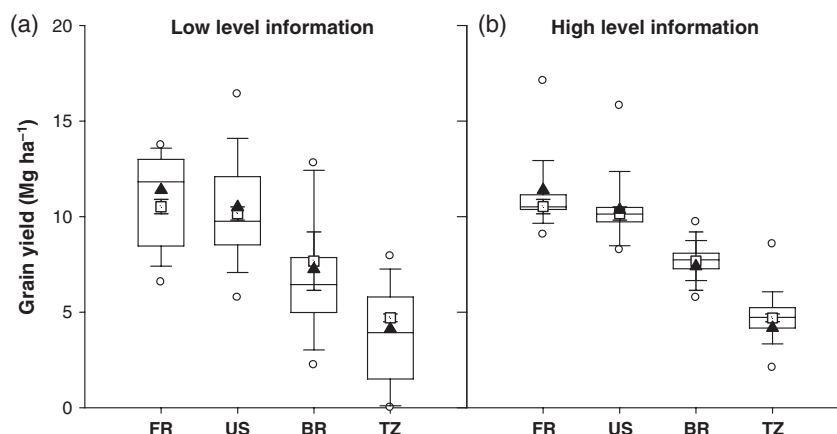 (a) Low level information
(b) High level information
Grain yield (Mg ha⁻¹)
20
15
10
5
0
FR US BR TZ
FR US BR TZ